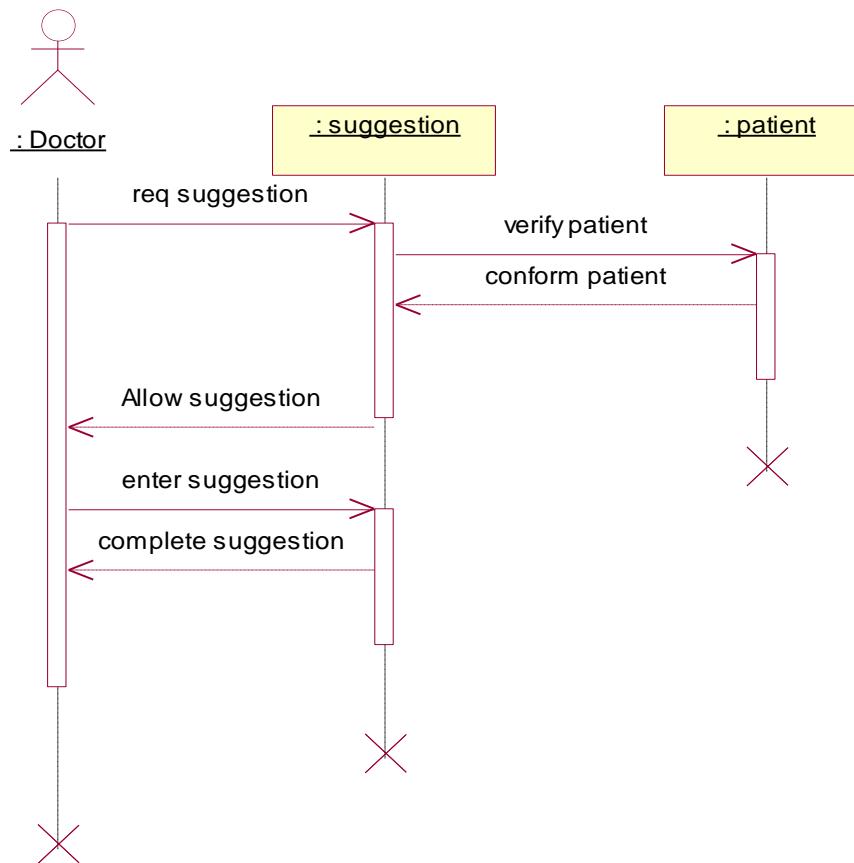 : Doctor
: suggestion
: patient
req suggestion
verify patient
conform patient
Allow suggestion
enter suggestion
complete suggestion